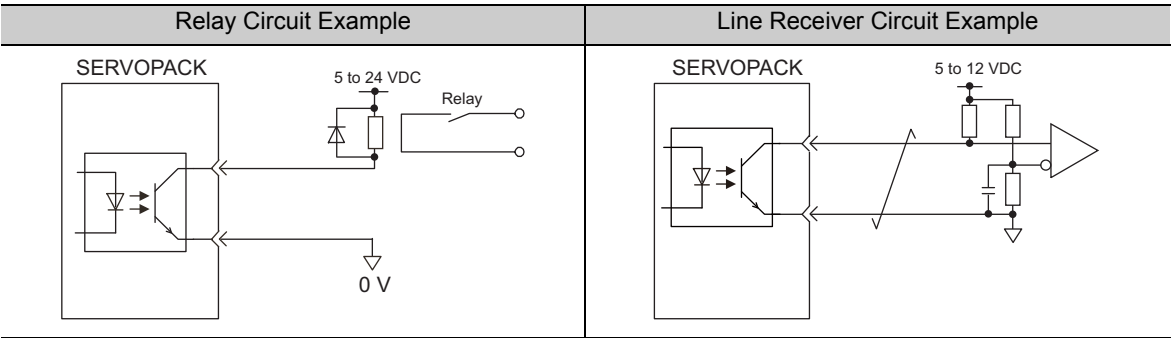 Relay Circuit Example
Line Receiver Circuit Example
SERVOPACK
5 to 24 VDC
Relay
0 V
SERVOPACK
5 to 12 VDC